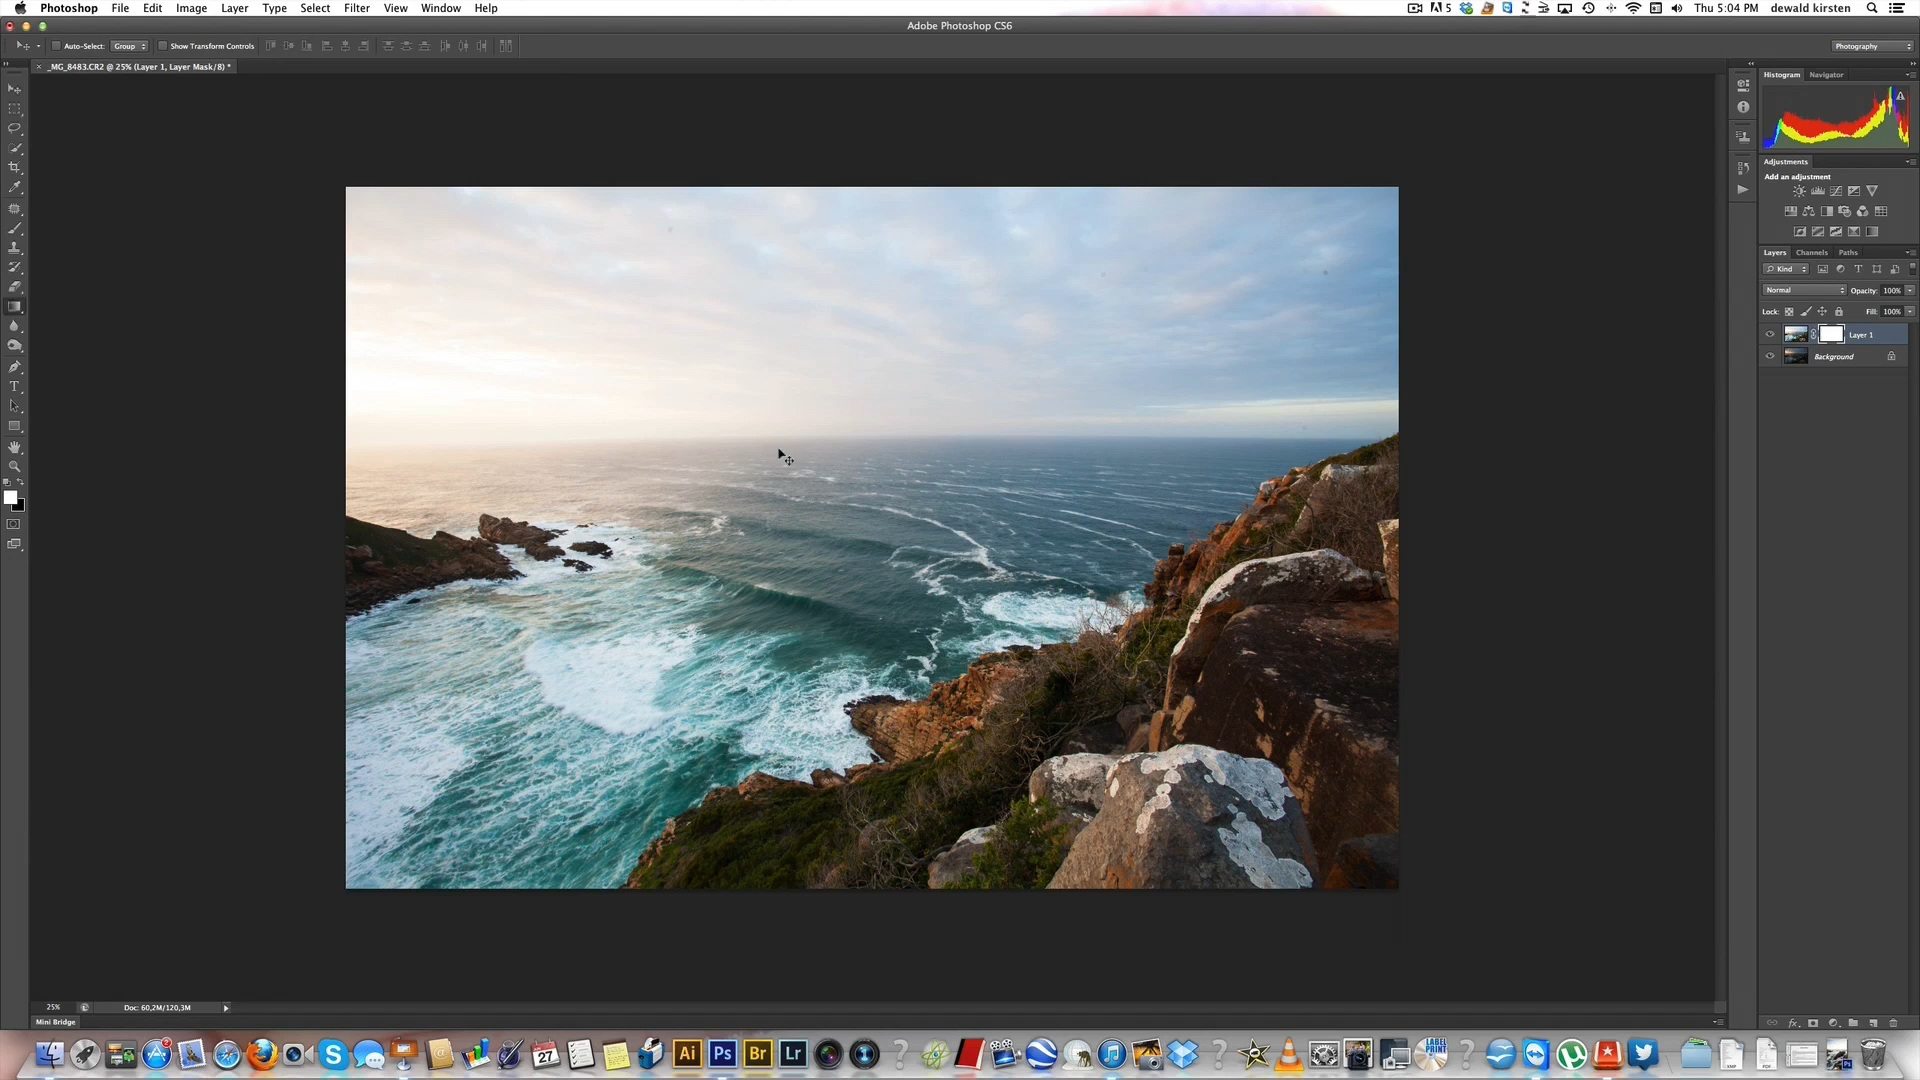 Photoshop File Edit Image Layer Type Select Filter View Window Help
5 Thu 5:04 PM dewald kirsten
Adobe Photoshop CS6
Auto-Select: Group Show Transform Controls Photography
_MG_8483.CR2 @ 25% (Layer 1, Layer Mask/8) *
Histogram Navigator
Adjustments
Add an adjustment
Layers Channels Paths
Kind
Normal Opacity: 100%
Lock: Fill: 100%
Layer 1
Background
25% Doc: 60,2M/120,3M
Mini Bridge
27 Ai Ps Br Lr LABEL PRINT